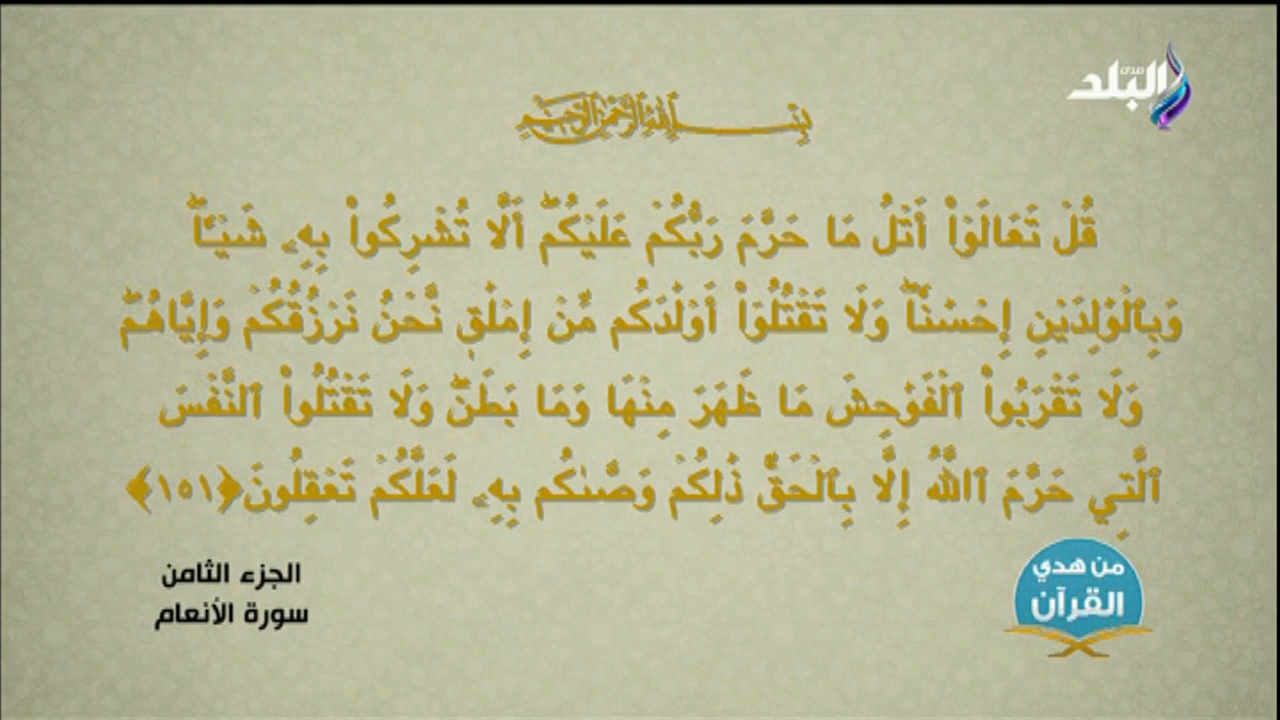 صدى البلد
بسم الله الرحمن الرحيم
قُلۡ تَعَالَوۡاْ أَتۡلُ مَا حَرَّمَ رَبُّكُمۡ عَلَيۡكُمۡۖ أَلَّا تُشۡرِكُواْ بِهِۦ شَيۡـٔٗاۖ
وَبِٱلۡوَٰلِدَيۡنِ إِحۡسَٰنٗاۖ وَلَا تَقۡتُلُوٓاْ أَوۡلَٰدَكُم مِّنۡ إِمۡلَٰقٖ نَّحۡنُ نَرۡزُقُكُمۡ وَإِيَّاهُمۡۖ
وَلَا تَقۡرَبُواْ ٱلۡفَوَٰحِشَ مَا ظَهَرَ مِنۡهَا وَمَا بَطَنَۖ وَلَا تَقۡتُلُواْ ٱلنَّفۡسَ
ٱلَّتِي حَرَّمَ ٱللَّهُ إِلَّا بِٱلۡحَقِّۚ ذَٰلِكُمۡ وَصَّىٰكُم بِهِۦ لَعَلَّكُمۡ تَعۡقِلُونَ﴿١٥١﴾
الجزء الثامن
سورة الأنعام
من هدي
القرآن